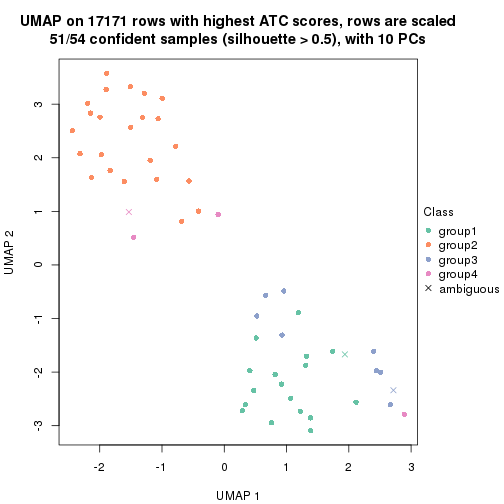 UMAP on 17171 rows with highest ATC scores, rows are scaled
51/54 confident samples (silhouette > 0.5), with 10 PCs
3
2
1
0
-1
-2
-3
UMAP 2
-2
-1
0
1
2
3
UMAP 1
Class
group1
group2
group3
group4
ambiguous